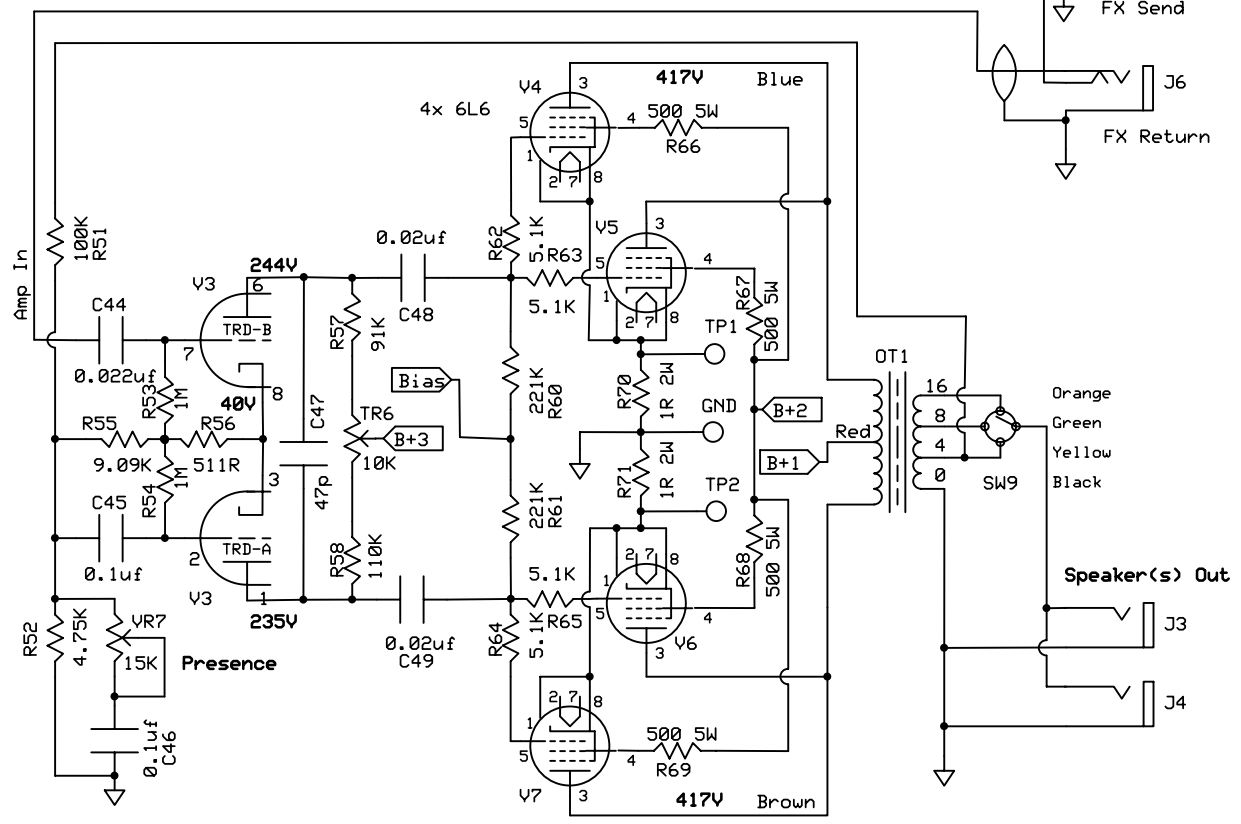 FX Send
J6
FX Return
417V
Blue
V4
3
4x 6L6
5
1
2
7
8
4
500 5W
R66
Amp In
100K
R51
0.02uf
C48
R62
5.1K
R63
5.1K
V5
3
5
1
2
7
8
4
R67
500 5W
244V
V3
6
TRD-B
7
8
40V
C44
0.022uf
R53
1M
R55
9.09K
R56
511R
R54
1M
C45
0.1uf
3
2
TRD-A
V3
1
235V
C47
47p
R57
91K
TR6
10K
B+3
R58
110K
Bias
221K
R60
221K
R61
TP1
R70
1R 2W
GND
R71
1R 2W
TP2
B+2
B+1
Red
OT1
16
8
4
0
SW9
Orange
Green
Yellow
Black
R52
4.75K
VR7
15K
Presence
0.1uf
C46
0.02uf
C49
5.1K
R65
R64
5.1K
1
2
7
8
5
4
3
V6
R68
500 5W
1
2
7
8
5
4
3
V7
500 5W
R69
417V
Brown
Speaker(s) Out
J3
J4